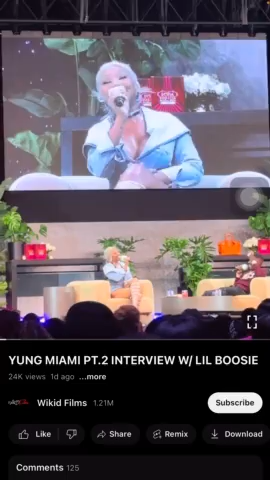 YUNG MIAMI PT.2 INTERVIEW W/ LIL BOOSIE
24K views 1d ago ...more
Wikid Films 1.21M
Subscribe
Like Share Remix Download
Comments 125